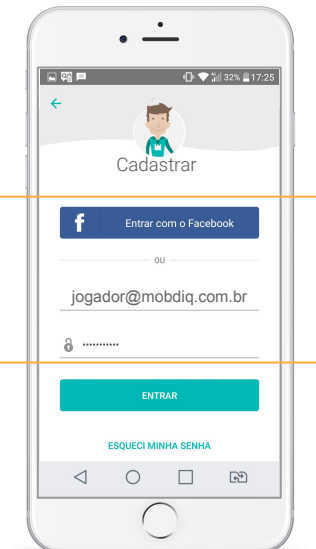 32% 17:25
Cadastrar
f Entrar com o Facebook
OU
jogador@mobdiq.com.br
•••••••••••
ENTRAR
ESQUECI MINHA SENHA